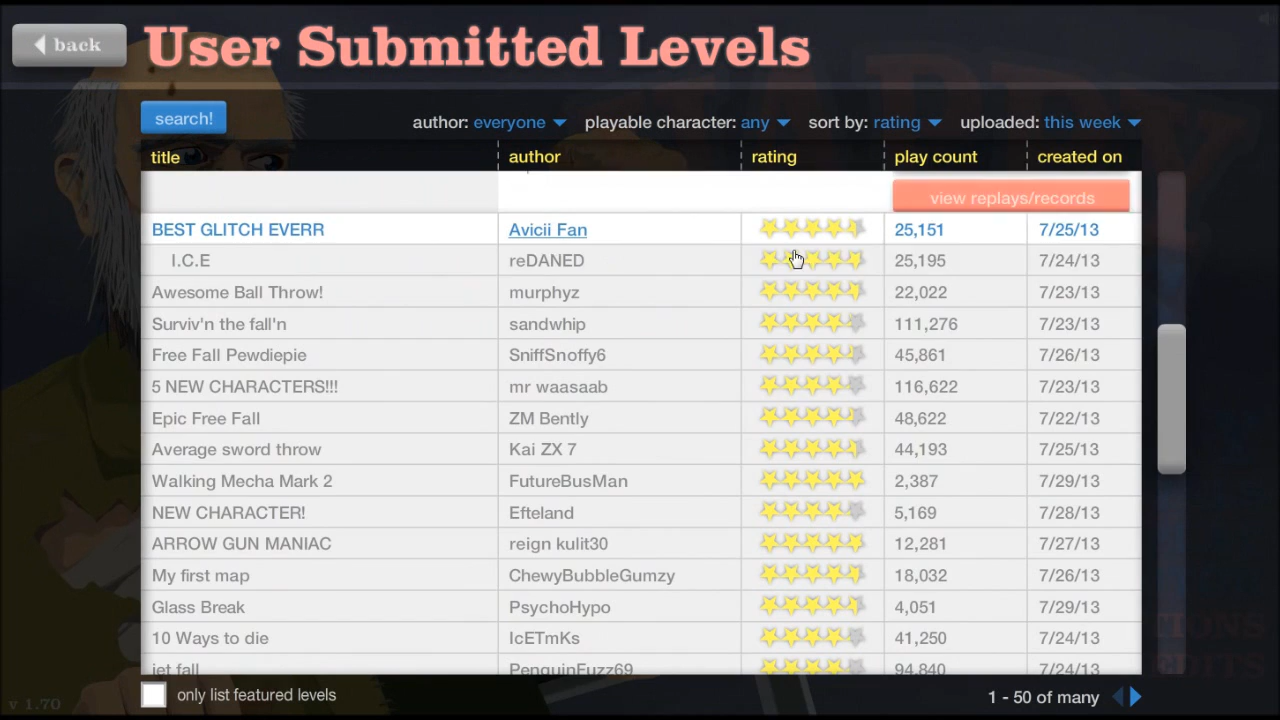 back
User Submitted Levels
search!
author: everyone playable character: any sort by: rating uploaded: this week
title author rating play count created on
view replays/records
BEST GLITCH EVERR Avicii Fan 25,151 7/25/13
I.C.E reDANED 25,195 7/24/13
Awesome Ball Throw! murphyz 22,022 7/23/13
Surviv'n the fall'n sandwhip 111,276 7/23/13
Free Fall Pewdiepie SniffSnoffy6 45,861 7/26/13
5 NEW CHARACTERS!!! mr waasaab 116,622 7/23/13
Epic Free Fall ZM Bently 48,622 7/22/13
Average sword throw Kai ZX 7 44,193 7/25/13
Walking Mecha Mark 2 FutureBusMan 2,387 7/29/13
NEW CHARACTER! Efteland 5,169 7/28/13
ARROW GUN MANIAC reign kulit30 12,281 7/27/13
My first map ChewyBubbleGumzy 18,032 7/26/13
Glass Break PsychoHypo 4,051 7/29/13
10 Ways to die IcETmKs 41,250 7/24/13
jet fall PenguinFuzz69 94,840 7/24/13
only list featured levels 1 - 50 of many
v 1.70